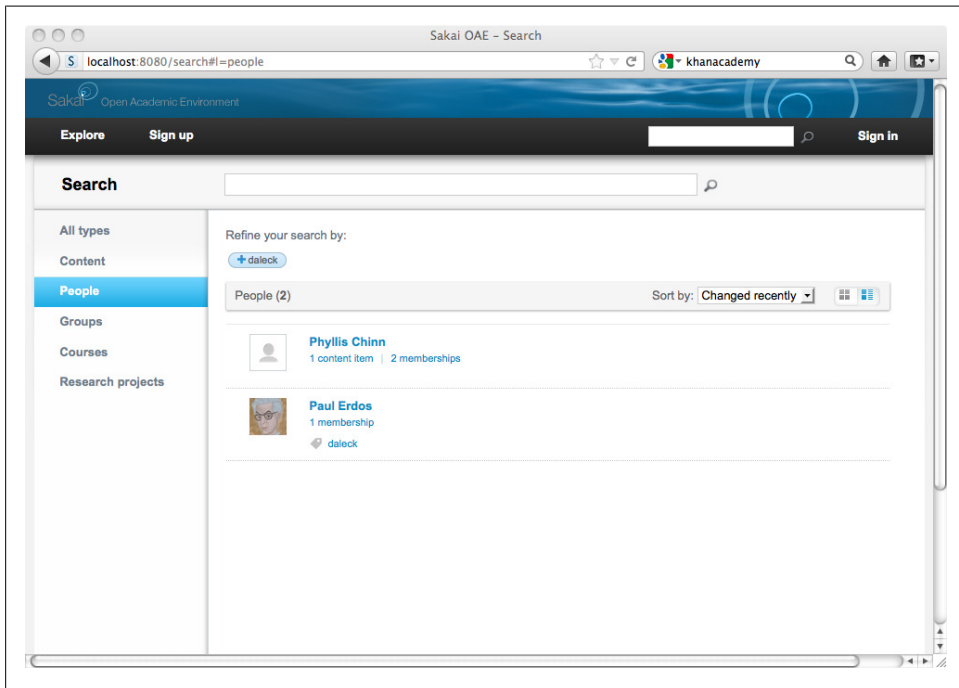 Sakai OAE – Search
S localhost:8080/search#l=people
khanacademy
Sakai Open Academic Environment
Explore Sign up Sign in
Search
All types
Content
People
Groups
Courses
Research projects
Refine your search by:
+ daleck
People (2) Sort by: Changed recently
Phyllis Chinn
1 content item | 2 memberships
Paul Erdos
1 membership
daleck